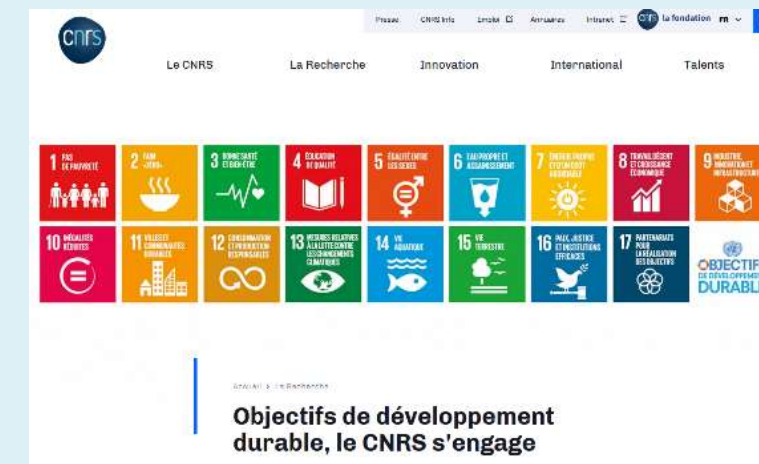 Presse CNRS Info Emploi Annuaires Intranet cnrs la fondation FR
cnrs
Le CNRS La Recherche Innovation International Talents
1 PAS DE PAUVRETÉ
2 FAIM «ZÉRO»
3 BONNE SANTÉ ET BIEN-ÊTRE
4 ÉDUCATION DE QUALITÉ
5 ÉGALITÉ ENTRE LES SEXES
6 EAU PROPRE ET ASSAINISSEMENT
7 ÉNERGIE PROPRE ET D'UN COÛT ABORDABLE
8 TRAVAIL DÉCENT ET CROISSANCE ÉCONOMIQUE
9 INDUSTRIE, INNOVATION ET INFRASTRUCTURE
10 INÉGALITÉS RÉDUITES
11 VILLES ET COMMUNAUTÉS DURABLES
12 CONSOMMATION ET PRODUCTION RESPONSABLES
13 MESURES RELATIVES À LA LUTTE CONTRE LES CHANGEMENTS CLIMATIQUES
14 VIE AQUATIQUE
15 VIE TERRESTRE
16 PAIX, JUSTICE ET INSTITUTIONS EFFICACES
17 PARTENARIATS POUR LA RÉALISATION DES OBJECTIFS
OBJECTIF
DE DÉVELOPPEME
DURABL
Accueil > La Recherche
Objectifs de développement
durable, le CNRS s'engage